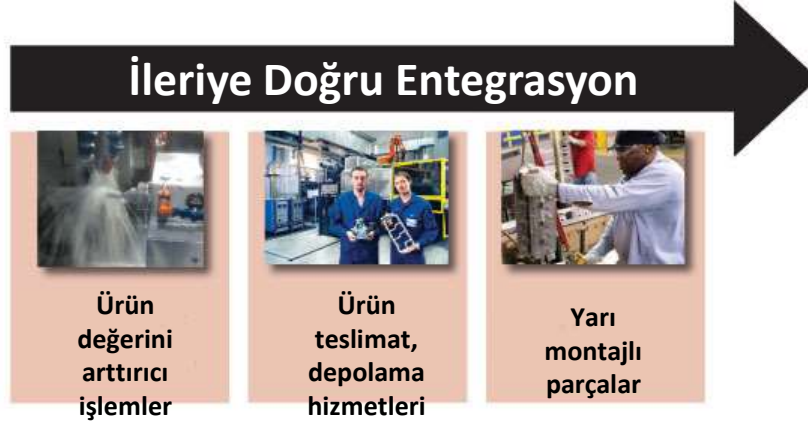 İleriye Doğru Entegrasyon
Ürün
değerini
arttırıcı
işlemler
Ürün
teslimat,
depolama
hizmetleri
Yarı
montajlı
parçalar